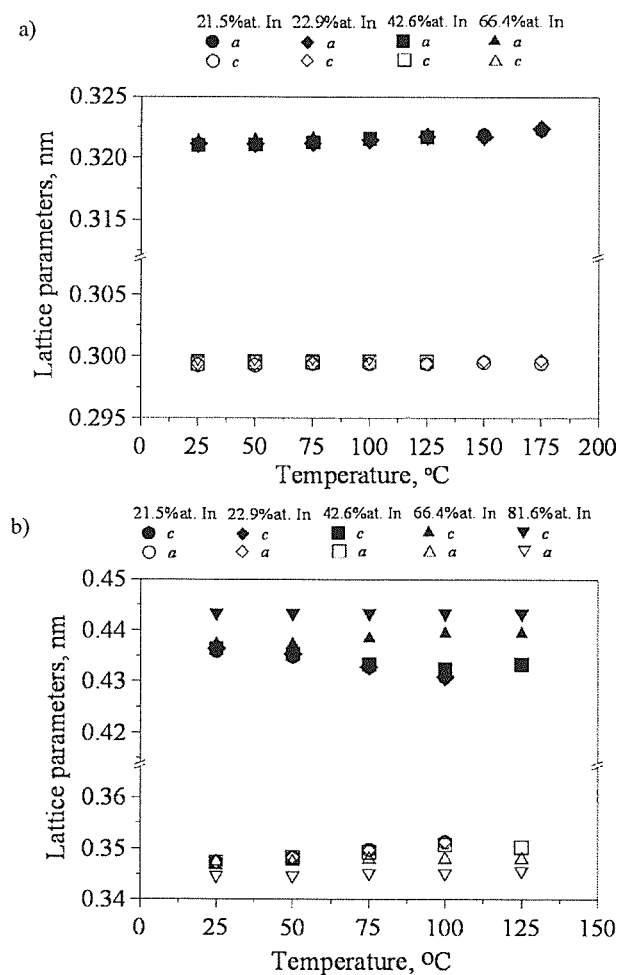 a)
21.5%at. In 22.9%at. In 42.6%at. In 66.4%at. In
a a a a
c c c c
0.325
0.320
0.315
0.305
0.300
0.295
Lattice parameters, nm
0 25 50 75 100 125 150 175 200
Temperature, °C
b)
21.5%at. In 22.9%at. In 42.6%at. In 66.4%at. In 81.6%at. In
c c c c c
a a a a a
0.45
0.44
0.43
0.42
0.36
0.35
0.34
Lattice parameters, nm
0 25 50 75 100 125 150
Temperature, °C